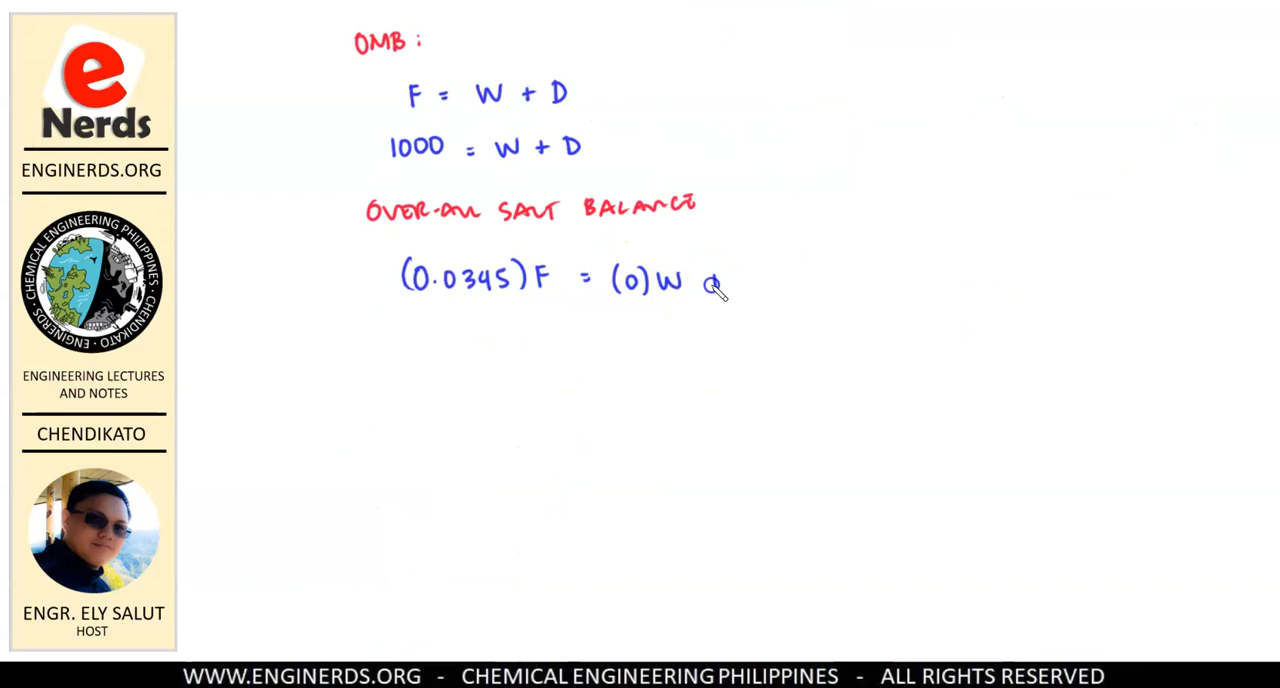 e
Nerds
ENGINERDS.ORG
CHEMICAL ENGINEERING PHILIPPINES
CHENDIKATO - ENGINERDS
ENGINEERING LECTURES
AND NOTES
CHENDIKATO
ENGR. ELY SALUT
HOST
OMB :
F = W + D
1000 = W + D
OVER-ALL SALT BALANCE
(0.0345) F = (0) W
WWW.ENGINERDS.ORG - CHEMICAL ENGINEERING PHILIPPINES - ALL RIGHTS RESERVED